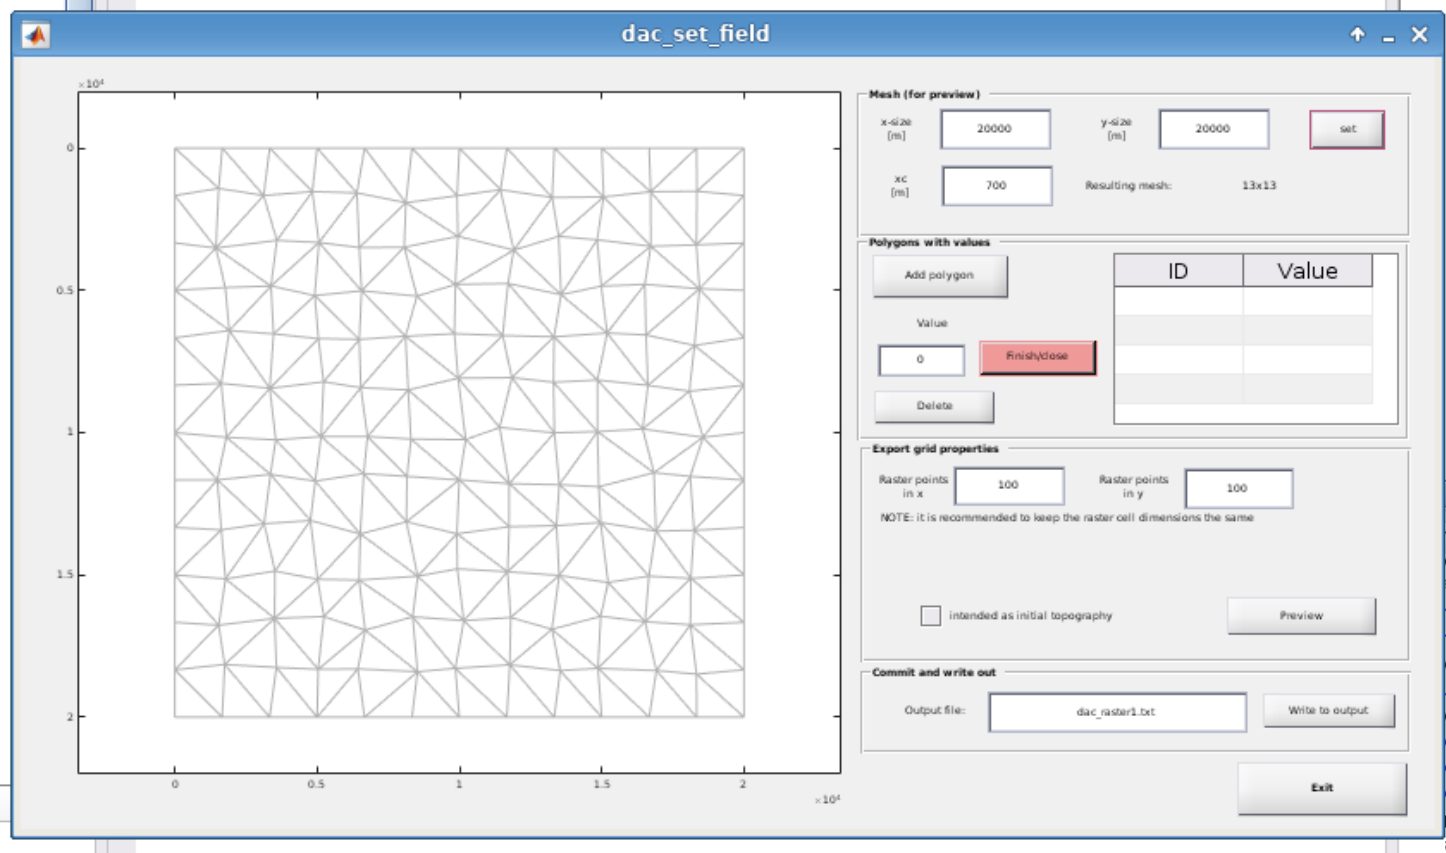 dac_set_field
×10⁴
0
0.5
1
1.5
2
0 0.5 1 1.5 2
×10⁴
Mesh (for preview)
x-size [m]
20000
y-size [m]
20000
set
xc [m]
700
Resulting mesh: 13x13
Polygons with values
Add polygon
ID Value
Value
0
Finish/close
Delete
Export grid properties
Raster points in x
100
Raster points in y
100
NOTE: it is recommended to keep the raster cell dimensions the same
intended as initial topography
Preview
Commit and write out
Output file: dac_raster1.txt
Write to output
Exit